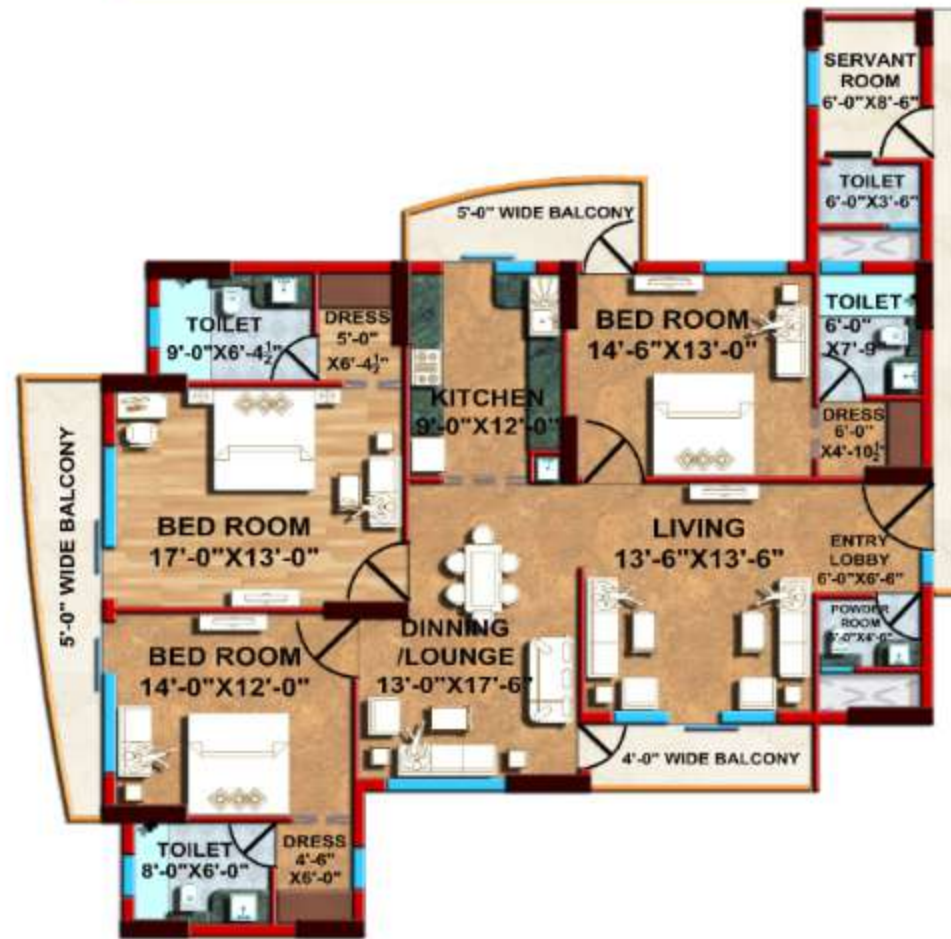 SERVANT
ROOM
6'-0"X8'-6"
TOILET
6'-0"X3'-6"
5'-0" WIDE BALCONY
TOILET
9'-0"X6'-4½"
DRESS
5'-0"
X6'-4½"
KITCHEN
9'-0"X12'-0"
BED ROOM
14'-6"X13'-0"
TOILET
6'-0"
X7'-9"
DRESS
6'-0"
X4'-10½"
5'-0" WIDE BALCONY
BED ROOM
17'-0"X13'-0"
LIVING
13'-6"X13'-6"
ENTRY
LOBBY
6'-0"X6'-6"
POWDER
ROOM
BED ROOM
14'-0"X12'-0"
DINNING
/LOUNGE
13'-0"X17'-6"
4'-0" WIDE BALCONY
TOILET
8'-0"X6'-0"
DRESS
4'-6"
X6'-0"